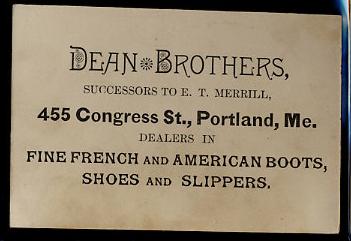 DEAN BROTHERS,
SUCCESSORS TO E. T. MERRILL,
455 Congress St., Portland, Me.
DEALERS IN
FINE FRENCH AND AMERICAN BOOTS,
SHOES AND SLIPPERS.